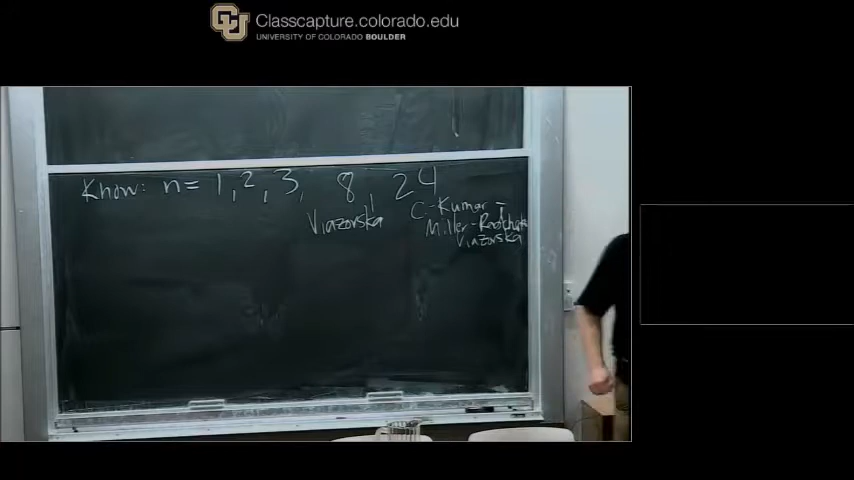 Classcapture.colorado.edu
UNIVERSITY OF COLORADO BOULDER
Know: n = 1, 2, 3, 8, 24
Viazovska C.-Kumar-
Miller-Radchenko
Viazovska